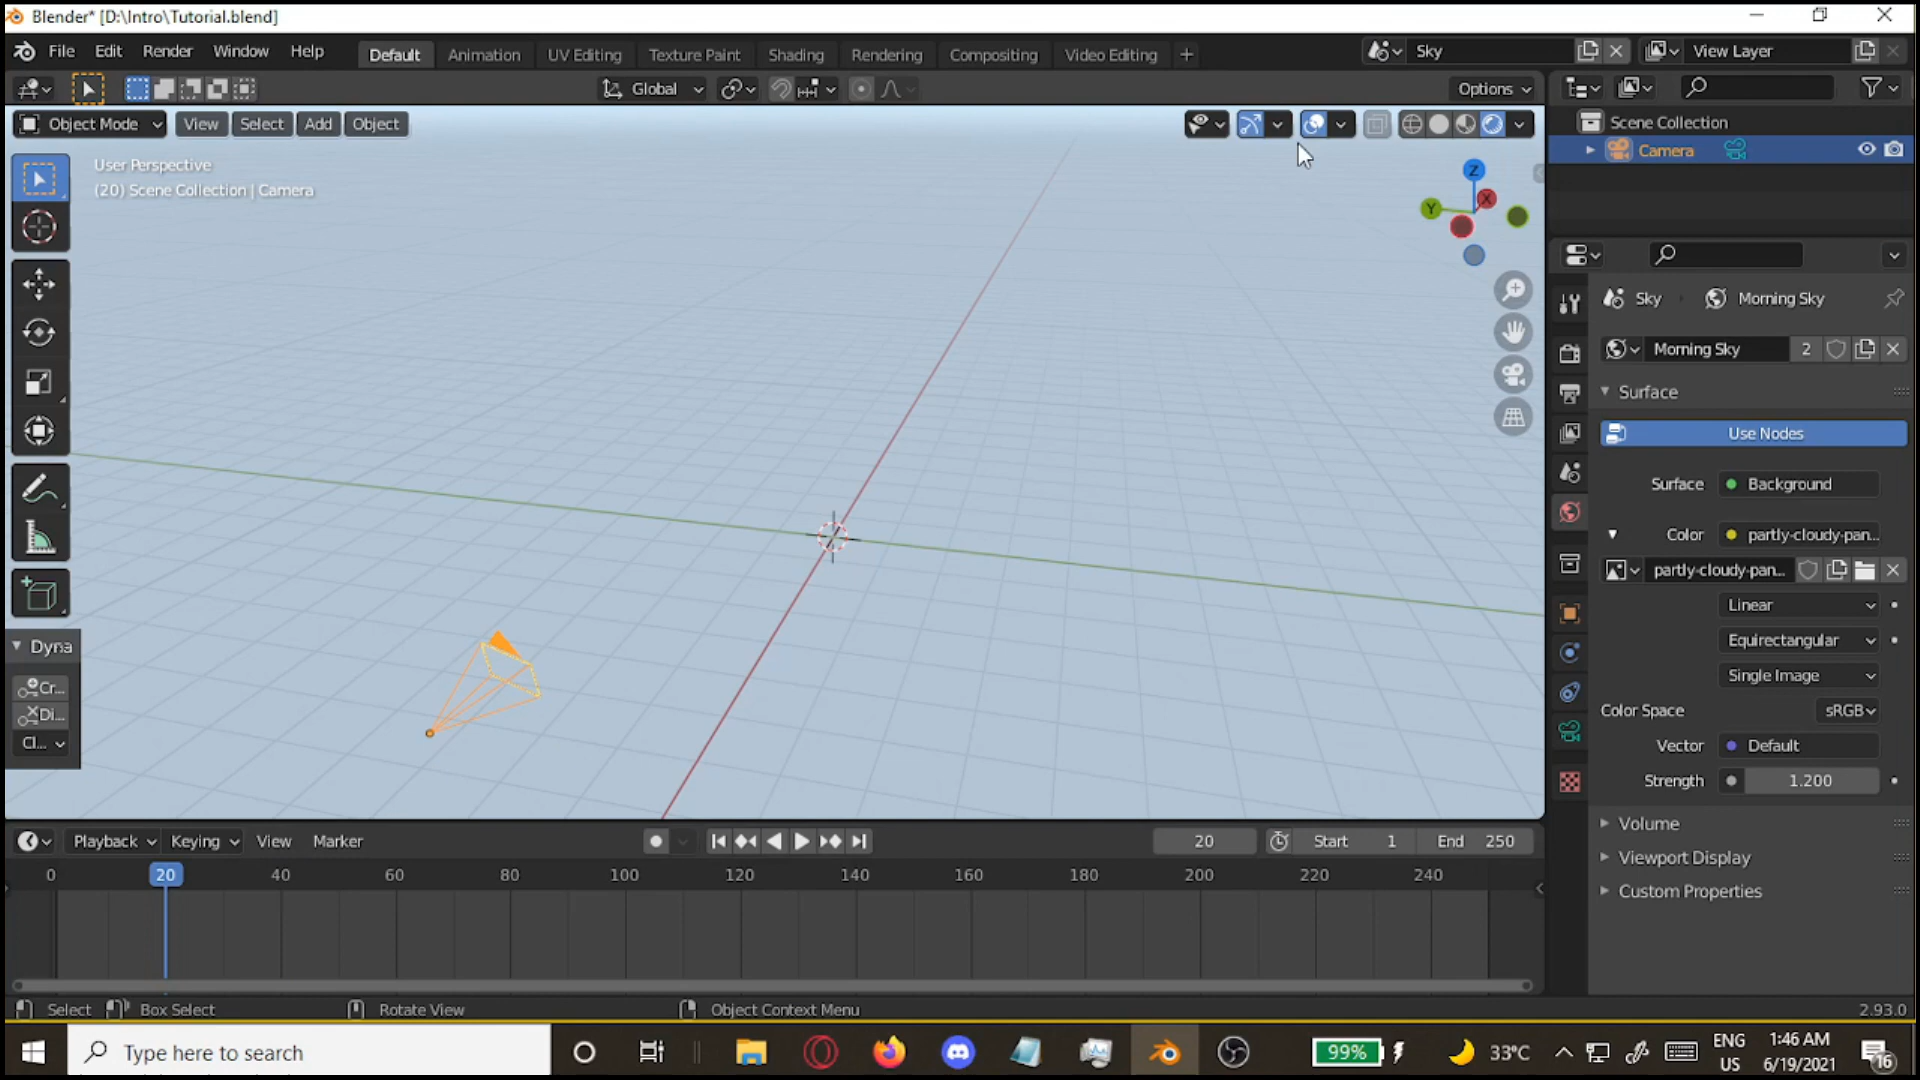 Blender* [D:\Intro\Tutorial.blend]
File Edit Render Window Help Default Animation UV Editing Texture Paint Shading Rendering Compositing Video Editing + Sky View Layer
Global Options
Object Mode View Select Add Object
User Perspective
(20) Scene Collection | Camera
Z
X
Y
Dyna
Cr...
Di...
Cl...
Scene Collection
Camera
Sky Morning Sky
Morning Sky 2
Surface
Use Nodes
Surface Background
Color partly-cloudy-pan...
partly-cloudy-pan...
Linear
Equirectangular
Single Image
Color Space sRGB
Vector Default
Strength 1.200
Volume
Viewport Display
Custom Properties
Playback Keying View Marker 20 Start 1 End 250
0 20 40 60 80 100 120 140 160 180 200 220 240
Select Box Select Rotate View Object Context Menu 2.93.0
Type here to search 99% 33°C ENG US 1:46 AM 6/19/2021 16